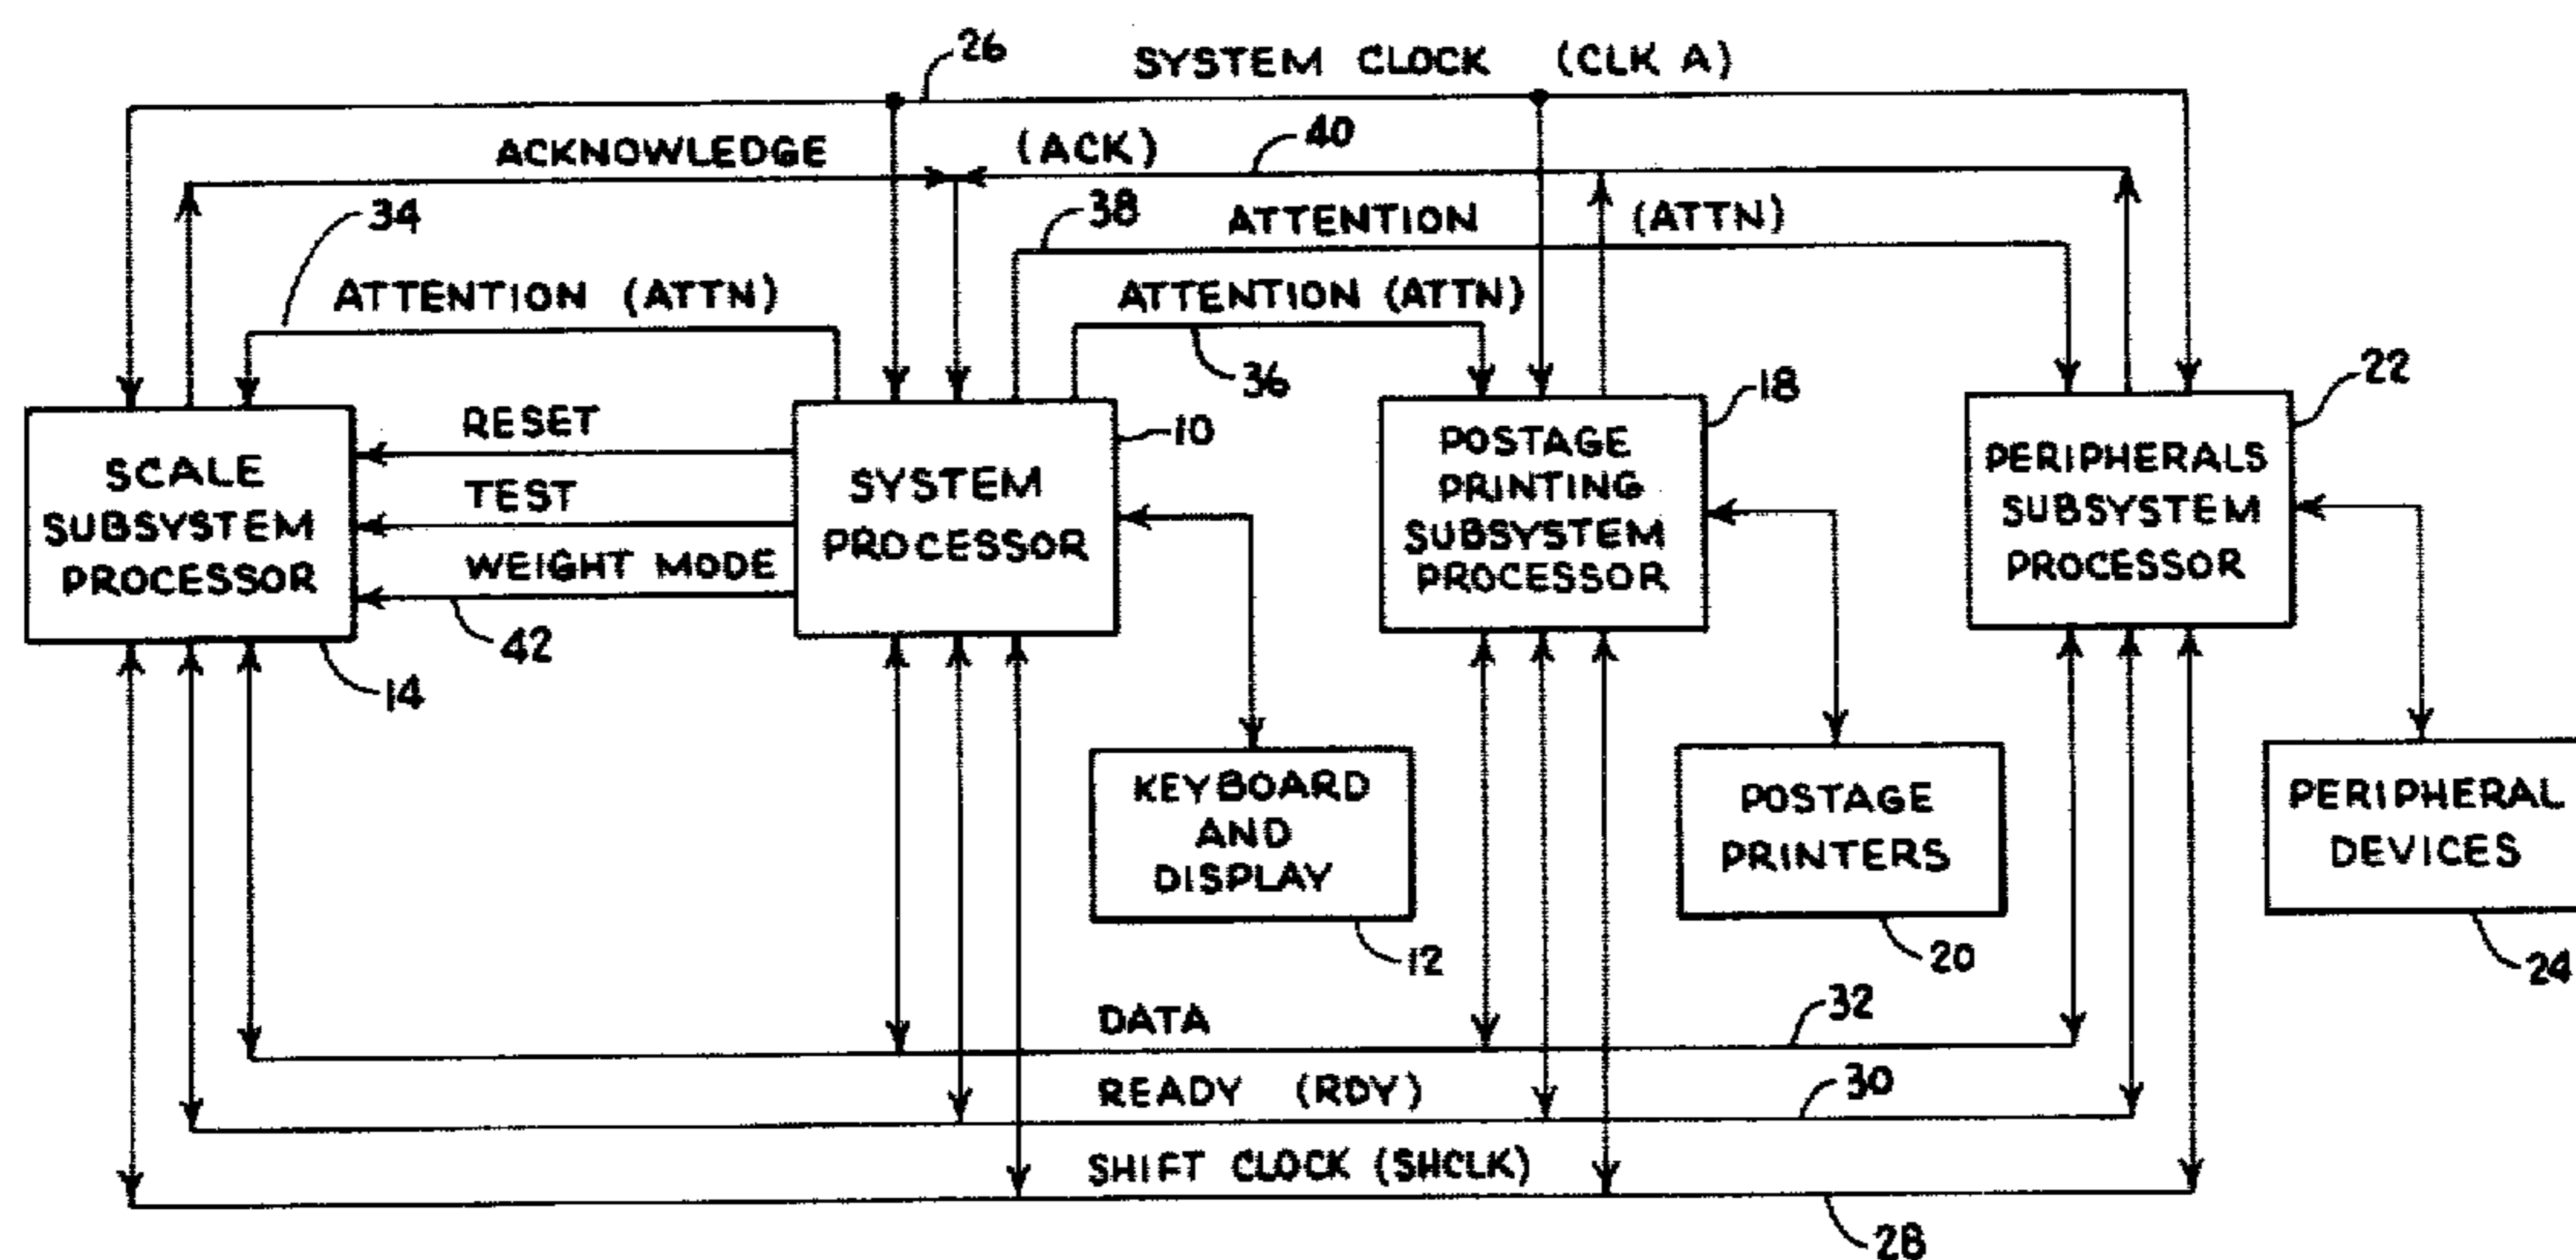 26
SYSTEM CLOCK (CLK A)
ACKNOWLEDGE (ACK)
40
34
38
ATTENTION (ATTN)
ATTENTION (ATTN)
ATTENTION (ATTN)
36
22
18
10
RESET
TEST
WEIGHT MODE
42
SCALE
SUBSYSTEM
PROCESSOR
14
SYSTEM
PROCESSOR
POSTAGE
PRINTING
SUBSYSTEM
PROCESSOR
PERIPHERALS
SUBSYSTEM
PROCESSOR
KEYBOARD
AND
DISPLAY
12
POSTAGE
PRINTERS
20
PERIPHERAL
DEVICES
24
DATA
32
READY (RDY)
30
SHIFT CLOCK (SHCLK)
28